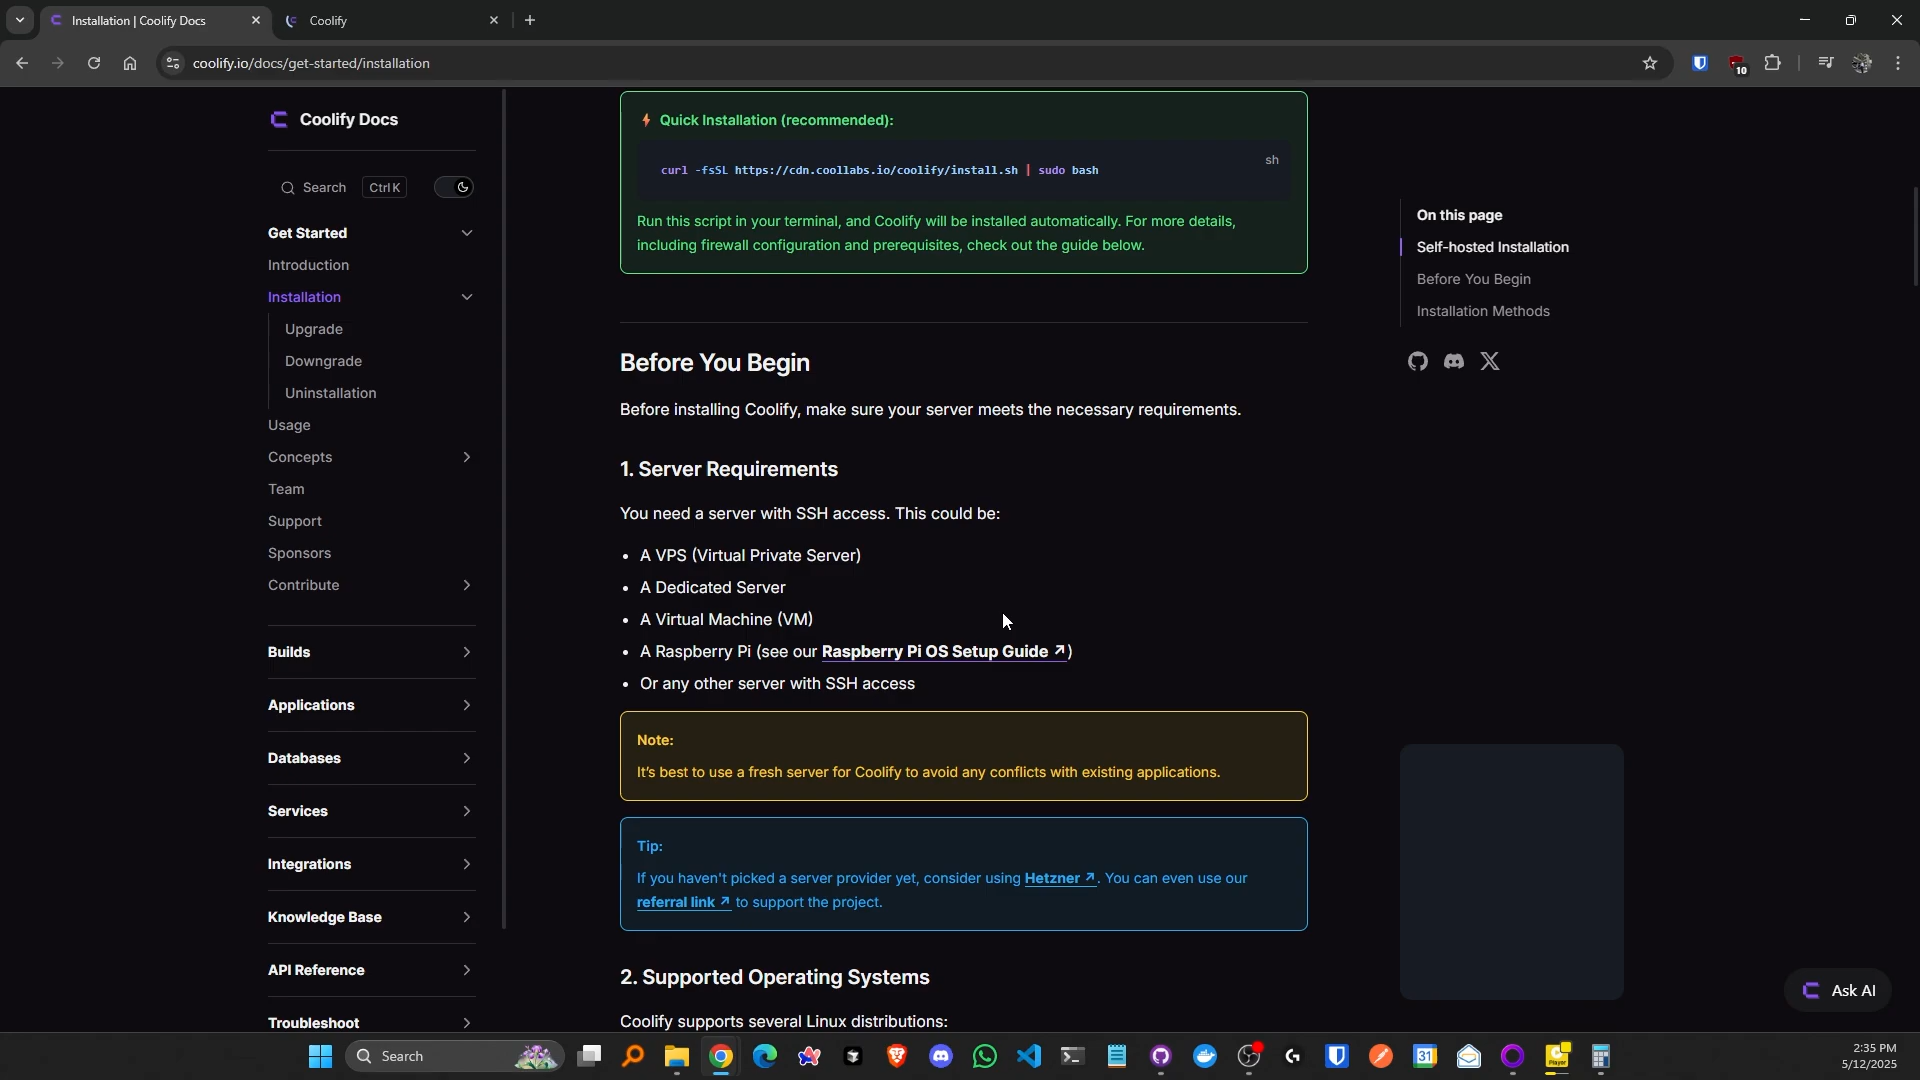 Installation | Coolify Docs
Coolify
coolify.io/docs/get-started/installation
10
Coolify Docs
Search
Ctrl K
Get Started
Introduction
Installation
Upgrade
Downgrade
Uninstallation
Usage
Concepts
Team
Support
Sponsors
Contribute
Builds
Applications
Databases
Services
Integrations
Knowledge Base
API Reference
Troubleshoot
Quick Installation (recommended):
sh
curl -fsSL https://cdn.coollabs.io/coolify/install.sh | sudo bash
Run this script in your terminal, and Coolify will be installed automatically. For more details,
including firewall configuration and prerequisites, check out the guide below.
Before You Begin
Before installing Coolify, make sure your server meets the necessary requirements.
1. Server Requirements
You need a server with SSH access. This could be:
• A VPS (Virtual Private Server)
• A Dedicated Server
• A Virtual Machine (VM)
• A Raspberry Pi (see our Raspberry Pi OS Setup Guide ↗)
• Or any other server with SSH access
Note:
It's best to use a fresh server for Coolify to avoid any conflicts with existing applications.
Tip:
If you haven't picked a server provider yet, consider using Hetzner ↗. You can even use our
referral link ↗ to support the project.
2. Supported Operating Systems
Coolify supports several Linux distributions:
On this page
Self-hosted Installation
Before You Begin
Installation Methods
Ask AI
Search
31
2:35 PM
5/12/2025